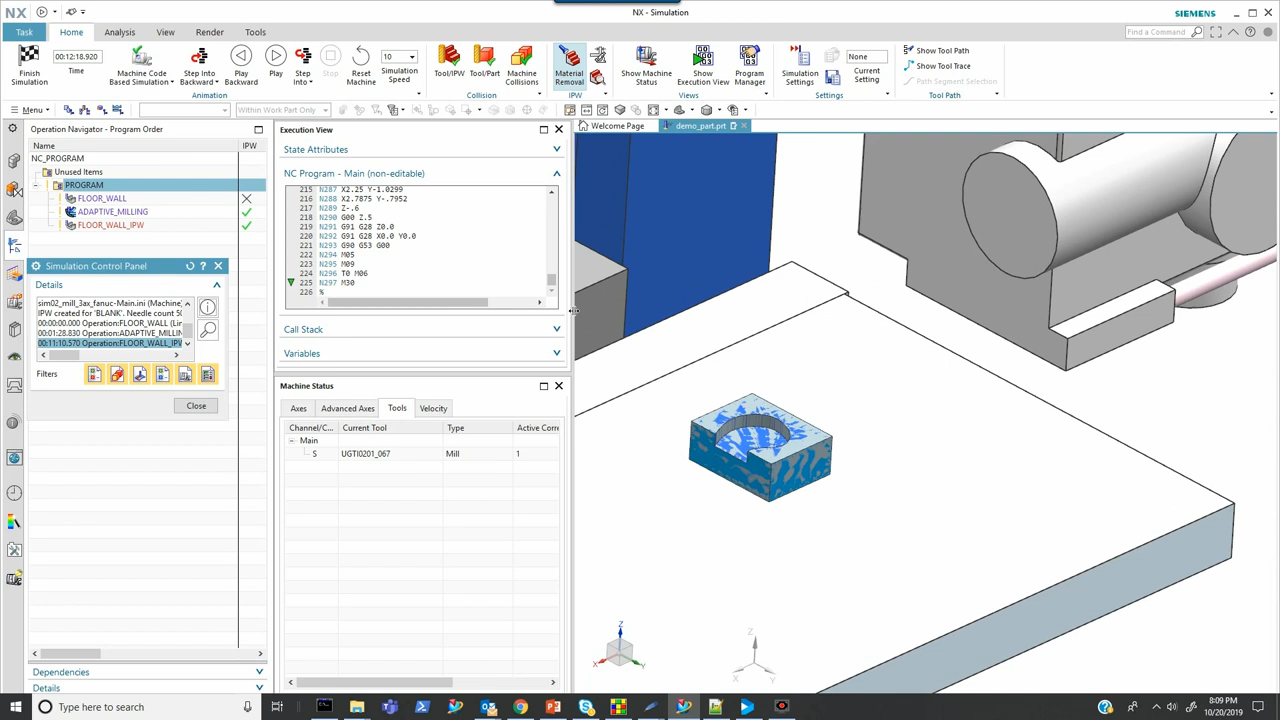 NX
NX - Simulation
SIEMENS
Task
Home
Analysis
View
Render
Tools
Find a Command
Finish
Simulation
00:12:18.920
Time
Machine Code
Based Simulation
Step Into
Backward
Play
Backward
Play
Step
Into
Stop
Reset
Machine
10
Simulation
Speed
Tool/IPW
Tool/Part
Machine
Collisions
Material
Removal
Show Machine
Status
Show
Execution View
Program
Manager
Simulation
Settings
None
Current
Setting
Show Tool Path
Show Tool Trace
Path Segment Selection
Animation
Collision
IPW
Views
Settings
Tool Path
Menu
Within Work Part Only
Operation Navigator - Program Order
Name
IPW
NC_PROGRAM
Unused Items
PROGRAM
FLOOR_WALL
ADAPTIVE_MILLING
FLOOR_WALL_IPW
Simulation Control Panel
Details
sim02_mill_3ax_fanuc-Main.ini (Machine)
IPW created for 'BLANK'. Needle count 50
00:00:00.000 Operation:FLOOR_WALL (Lin
00:01:28.830 Operation:ADAPTIVE_MILLIN
00:11:10.570 Operation:FLOOR_WALL_IPW
Filters
Close
Dependencies
Details
Execution View
State Attributes
NC Program - Main (non-editable)
215 N287 X2.25 Y-1.0299
216 N288 X2.7875 Y-.7952
217 N289 Z-.6
218 N290 G00 Z.5
219 N291 G91 G28 Z0.0
220 N292 G91 G28 X0.0 Y0.0
221 N293 G90 G53 G00
222 N294 M05
223 N295 M09
224 N296 T0 M06
225 N297 M30
226 %
Call Stack
Variables
Machine Status
Axes
Advanced Axes
Tools
Velocity
Channel/C...
Current Tool
Type
Active Corre
Main
S
UGTI0201_067
Mill
1
Welcome Page
demo_part.prt
Z
X
Y
Z
X
Y
Type here to search
8:09 PM
10/20/2019